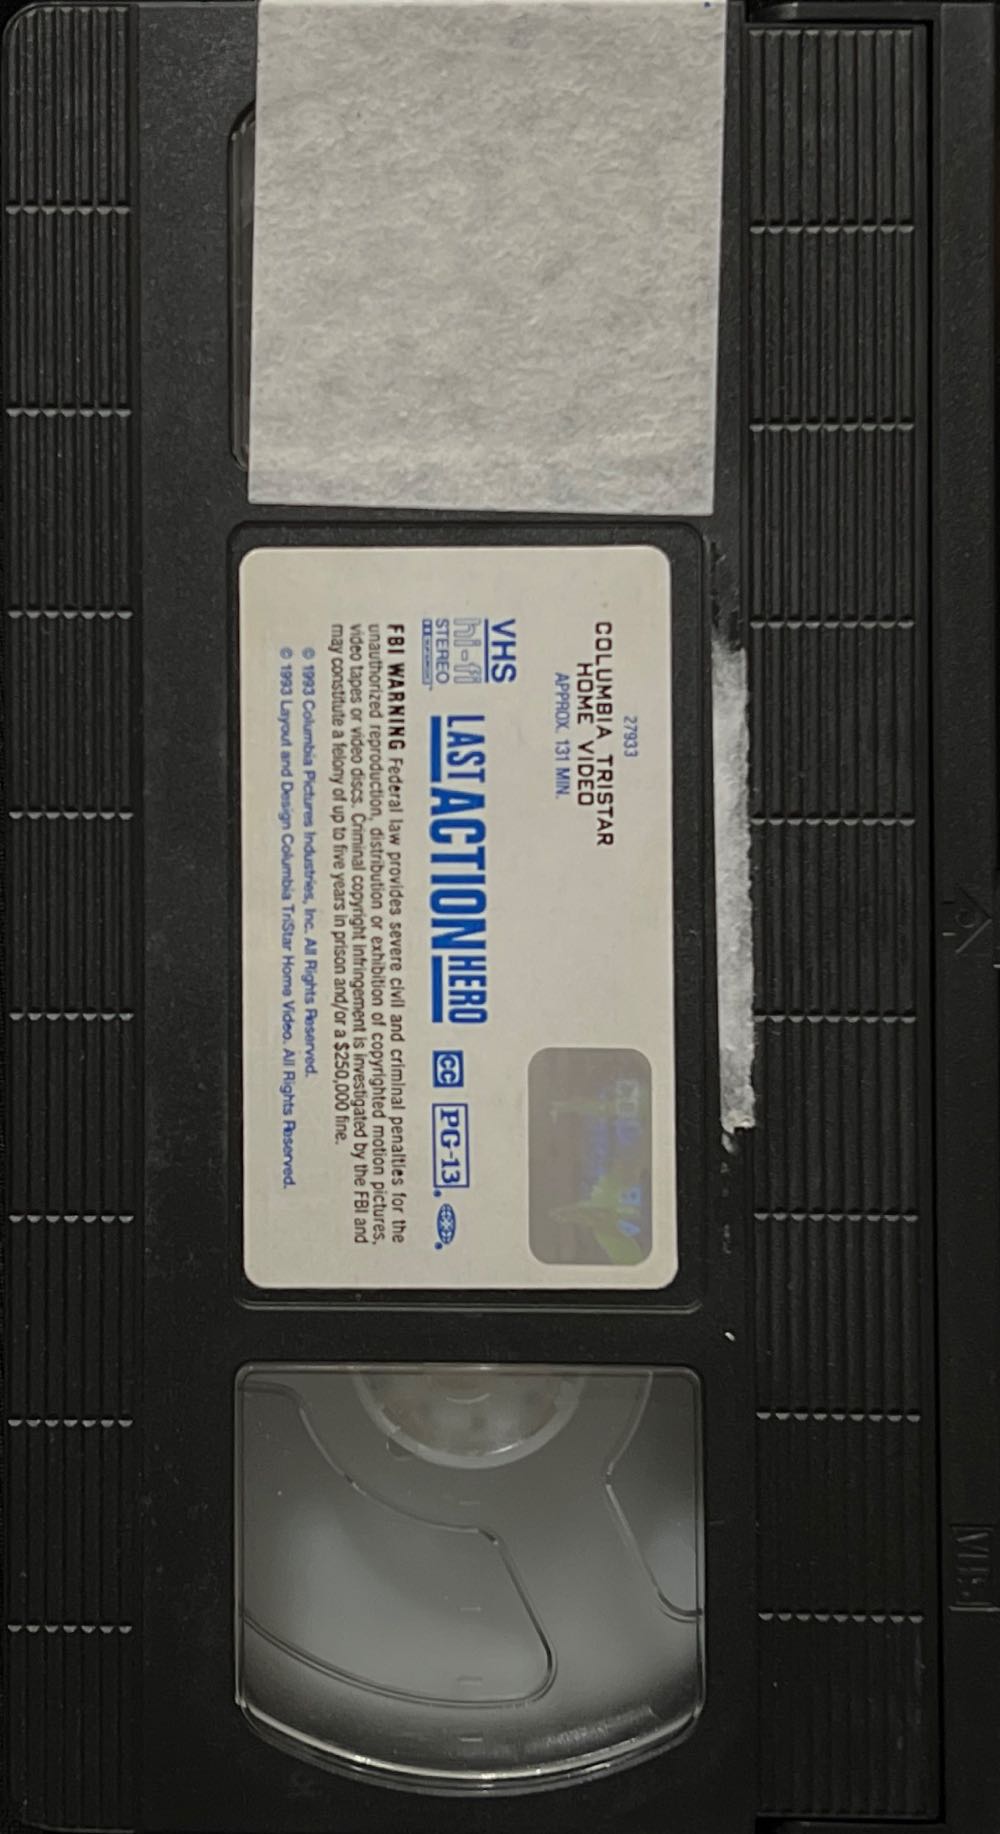 27933
COLUMBIA TRISTAR
HOME VIDEO
APPROX. 131 MIN.
VHS
hi-fi
STEREO
LAST ACTION HERO
CC
PG-13
FBI WARNING Federal law provides severe civil and criminal penalties for the
unauthorized reproduction, distribution or exhibition of copyrighted motion pictures,
video tapes or video discs. Criminal copyright infringement is investigated by the FBI and
may constitute a felony of up to five years in prison and/or a $250,000 fine.
© 1993 Columbia Pictures Industries, Inc. All Rights Reserved.
© 1993 Layout and Design Columbia TriStar Home Video. All Rights Reserved.
VHS